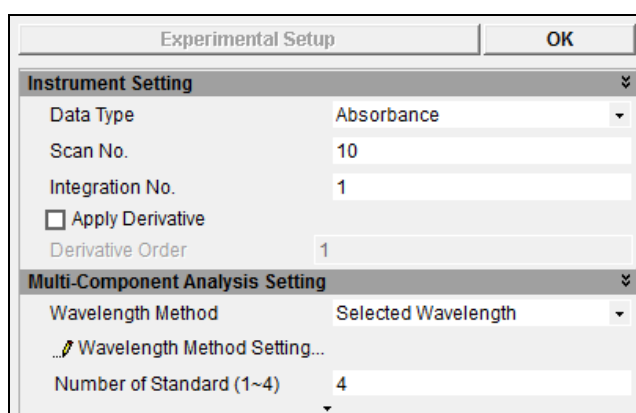 Experimental Setup OK
Instrument Setting
Data Type Absorbance
Scan No. 10
Integration No. 1
Apply Derivative
Derivative Order 1
Multi-Component Analysis Setting
Wavelength Method Selected Wavelength
Wavelength Method Setting...
Number of Standard (1~4) 4